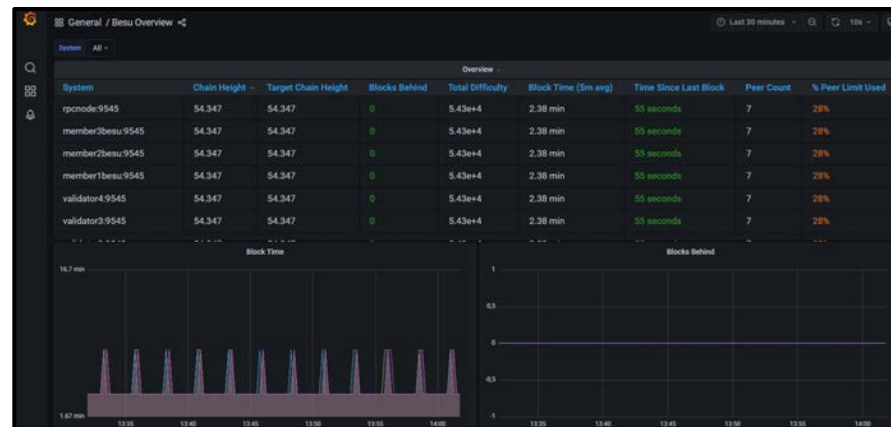 General / Besu Overview
Last 30 minutes
10s
System All
Overview
System Chain Height Target Chain Height Blocks Behind Total Difficulty Block Time (5m avg) Time Since Last Block Peer Count % Peer Limit Used
rpcnode:9545 54.347 54.347 0 5.43e+4 2.38 min 55 seconds 7 28%
member3besu:9545 54.347 54.347 0 5.43e+4 2.38 min 55 seconds 7 28%
member2besu:9545 54.347 54.347 0 5.43e+4 2.38 min 55 seconds 7 28%
member1besu:9545 54.347 54.347 0 5.43e+4 2.38 min 55 seconds 7 28%
validator4:9545 54.347 54.347 0 5.43e+4 2.38 min 55 seconds 7 28%
validator3:9545 54.347 54.347 0 5.43e+4 2.38 min 55 seconds 7 28%
Block Time
16.7 min
1.67 min
13:35 13:40 13:45 13:50 13:55 14:00
Blocks Behind
1
0,5
0
-0,5
-1
13:35 13:40 13:45 13:50 13:55 14:00